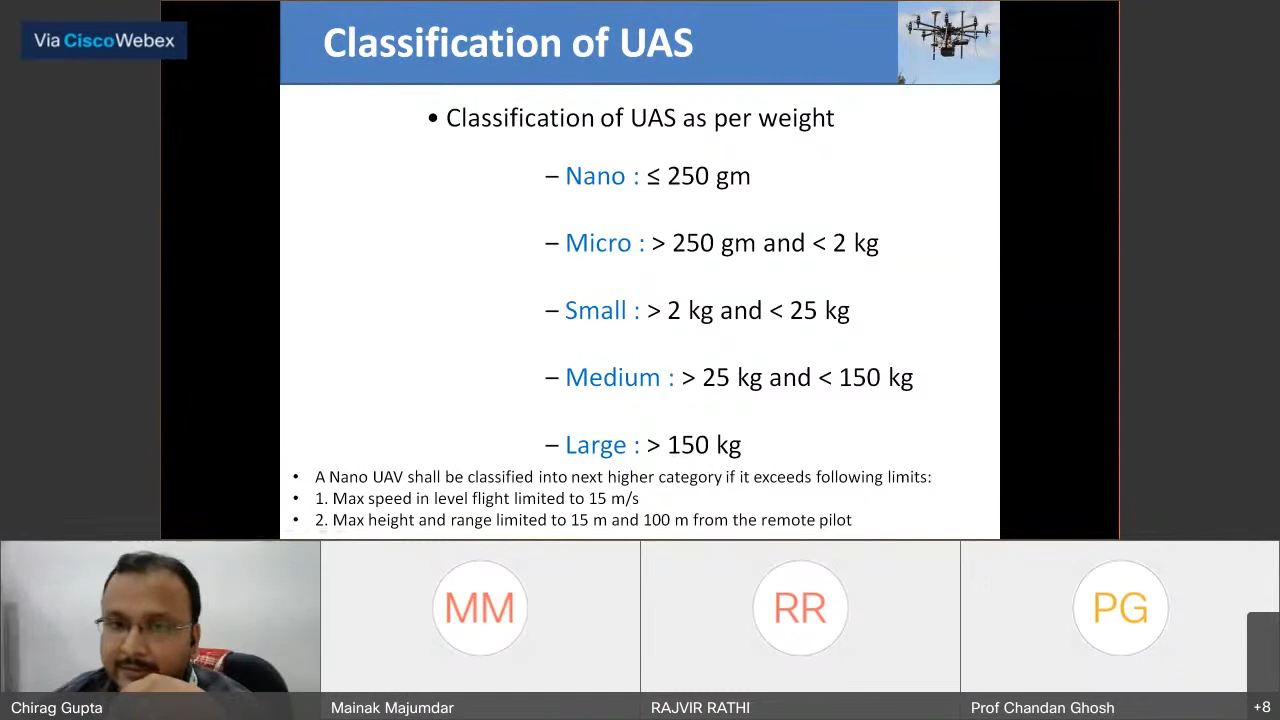 Via Cisco Webex
Classification of UAS
• Classification of UAS as per weight
– Nano : ≤ 250 gm
– Micro : > 250 gm and < 2 kg
– Small : > 2 kg and < 25 kg
– Medium : > 25 kg and < 150 kg
– Large : > 150 kg
• A Nano UAV shall be classified into next higher category if it exceeds following limits:
• 1. Max speed in level flight limited to 15 m/s
• 2. Max height and range limited to 15 m and 100 m from the remote pilot
MM
RR
PG
Chirag Gupta
Mainak Majumdar
RAJVIR RATHI
Prof Chandan Ghosh
+8